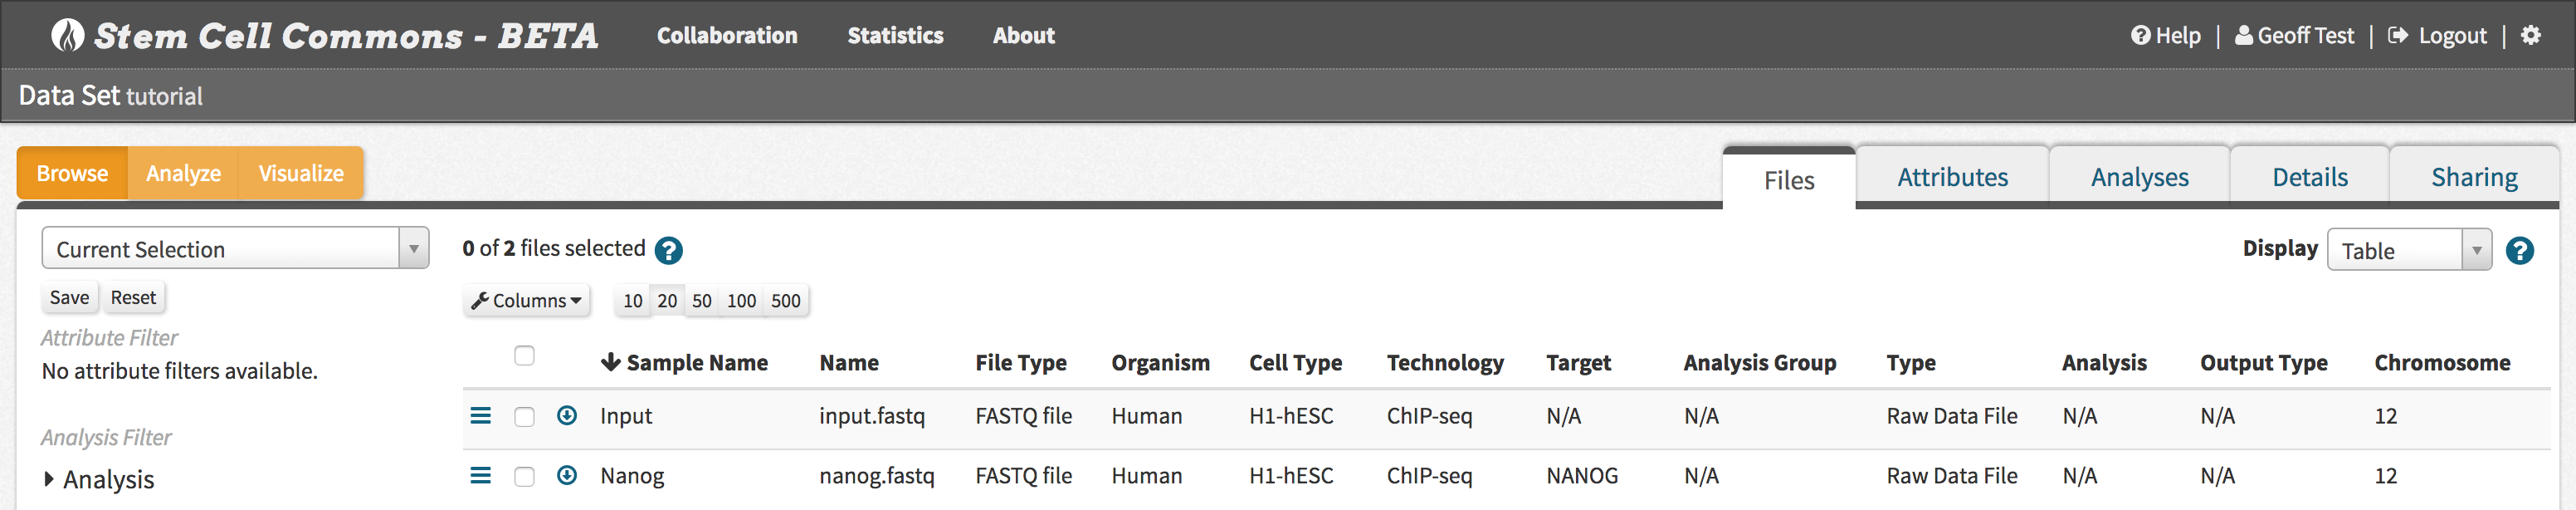 Stem Cell Commons - BETA Collaboration Statistics About Help | Geoff Test | Logout |
Data Set tutorial
Browse Analyze Visualize Files Attributes Analyses Details Sharing
Current Selection 0 of 2 files selected ? Display Table ?
Save Reset Columns 10 20 50 100 500
Attribute Filter
No attribute filters available.
Sample Name Name File Type Organism Cell Type Technology Target Analysis Group Type Analysis Output Type Chromosome
Input input.fastq FASTQ file Human H1-hESC ChIP-seq N/A N/A Raw Data File N/A N/A 12
Analysis Filter
Analysis
Nanog nanog.fastq FASTQ file Human H1-hESC ChIP-seq NANOG N/A Raw Data File N/A N/A 12